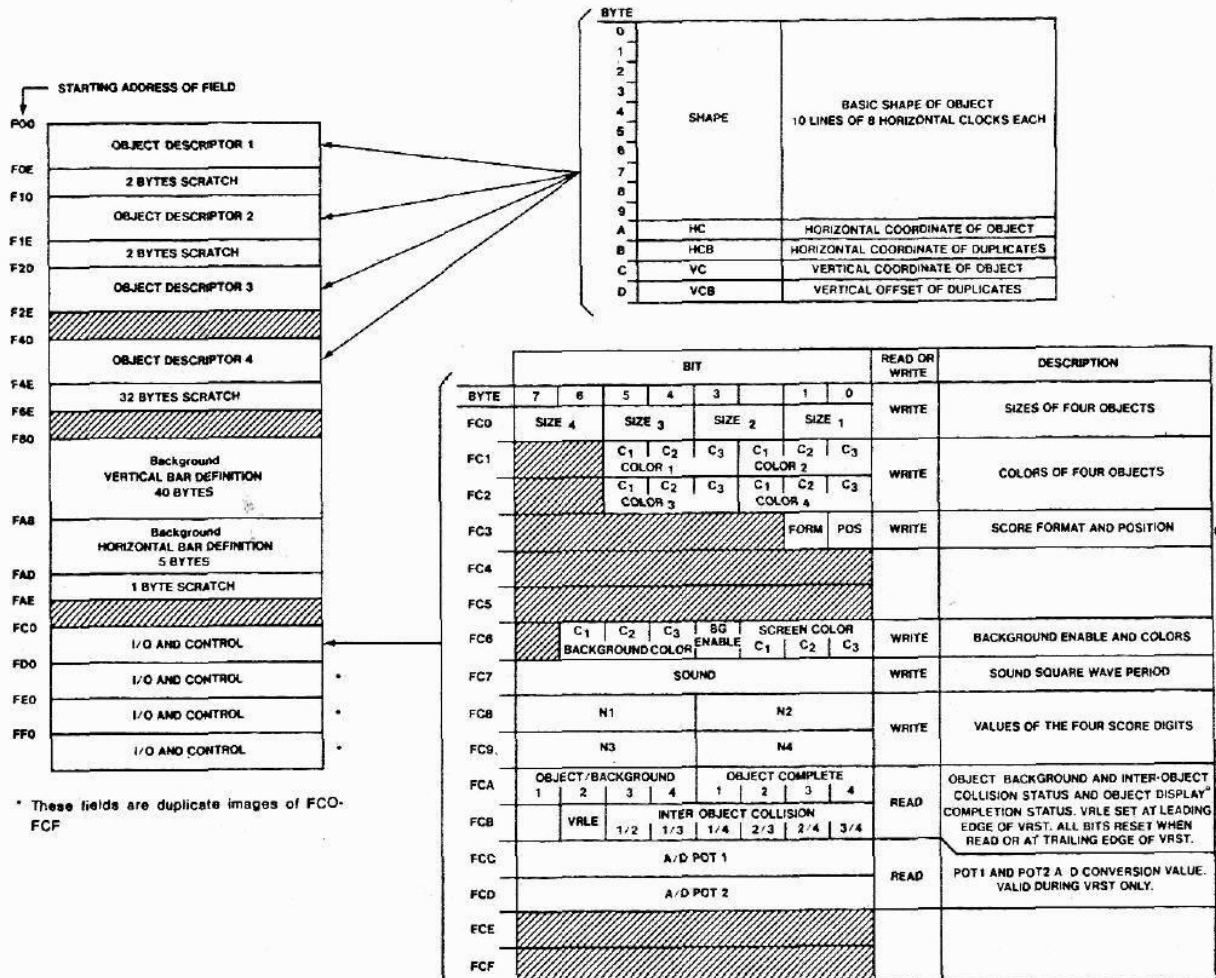 STARTING ADDRESS OF FIELD
F00
OBJECT DESCRIPTOR 1
F0E
2 BYTES SCRATCH
F10
OBJECT DESCRIPTOR 2
F1E
2 BYTES SCRATCH
F20
OBJECT DESCRIPTOR 3
F2E
F40
OBJECT DESCRIPTOR 4
F4E
32 BYTES SCRATCH
F6E
F80
Background
VERTICAL BAR DEFINITION
40 BYTES
FA8
Background
HORIZONTAL BAR DEFINITION
5 BYTES
FAD
1 BYTE SCRATCH
FAE
FC0
I/O AND CONTROL
FD0
I/O AND CONTROL *
FE0
I/O AND CONTROL *
FF0
I/O AND CONTROL *
* These fields are duplicate images of FC0-
FCF
BYTE
0
1
2
3
4
5
6
7
8
9
SHAPE
BASIC SHAPE OF OBJECT
10 LINES OF 8 HORIZONTAL CLOCKS EACH
A HC HORIZONTAL COORDINATE OF OBJECT
B HCB HORIZONTAL COORDINATE OF DUPLICATES
C VC VERTICAL COORDINATE OF OBJECT
D VCB VERTICAL OFFSET OF DUPLICATES
BIT READ OR WRITE DESCRIPTION
BYTE 7 6 5 4 3 1 0
FC0 SIZE 4 SIZE 3 SIZE 2 SIZE 1 WRITE SIZES OF FOUR OBJECTS
FC1 C1 C2 C3 C1 C2 C3
COLOR 1 COLOR 2
WRITE COLORS OF FOUR OBJECTS
FC2 C1 C2 C3 C1 C2 C3
COLOR 3 COLOR 4
FC3 FORM POS WRITE SCORE FORMAT AND POSITION
FC4
FC5
FC6 C1 C2 C3 BG ENABLE SCREEN COLOR
BACKGROUND COLOR C1 C2 C3
WRITE BACKGROUND ENABLE AND COLORS
FC7 SOUND WRITE SOUND SQUARE WAVE PERIOD
FC8 N1 N2
WRITE VALUES OF THE FOUR SCORE DIGITS
FC9 N3 N4
FCA OBJECT/BACKGROUND OBJECT COMPLETE
1 2 3 4 1 2 3 4
FCB VRLE INTER OBJECT COLLISION
1/2 1/3 1/4 2/3 2/4 3/4
READ
OBJECT BACKGROUND AND INTER-OBJECT
COLLISION STATUS AND OBJECT DISPLAY
COMPLETION STATUS. VRLE SET AT LEADING
EDGE OF VRST. ALL BITS RESET WHEN
READ OR AT TRAILING EDGE OF VRST.
FCC A/D POT 1
FCD A/D POT 2
READ
POT1 AND POT2 A D CONVERSION VALUE.
VALID DURING VRST ONLY.
FCE
FCF